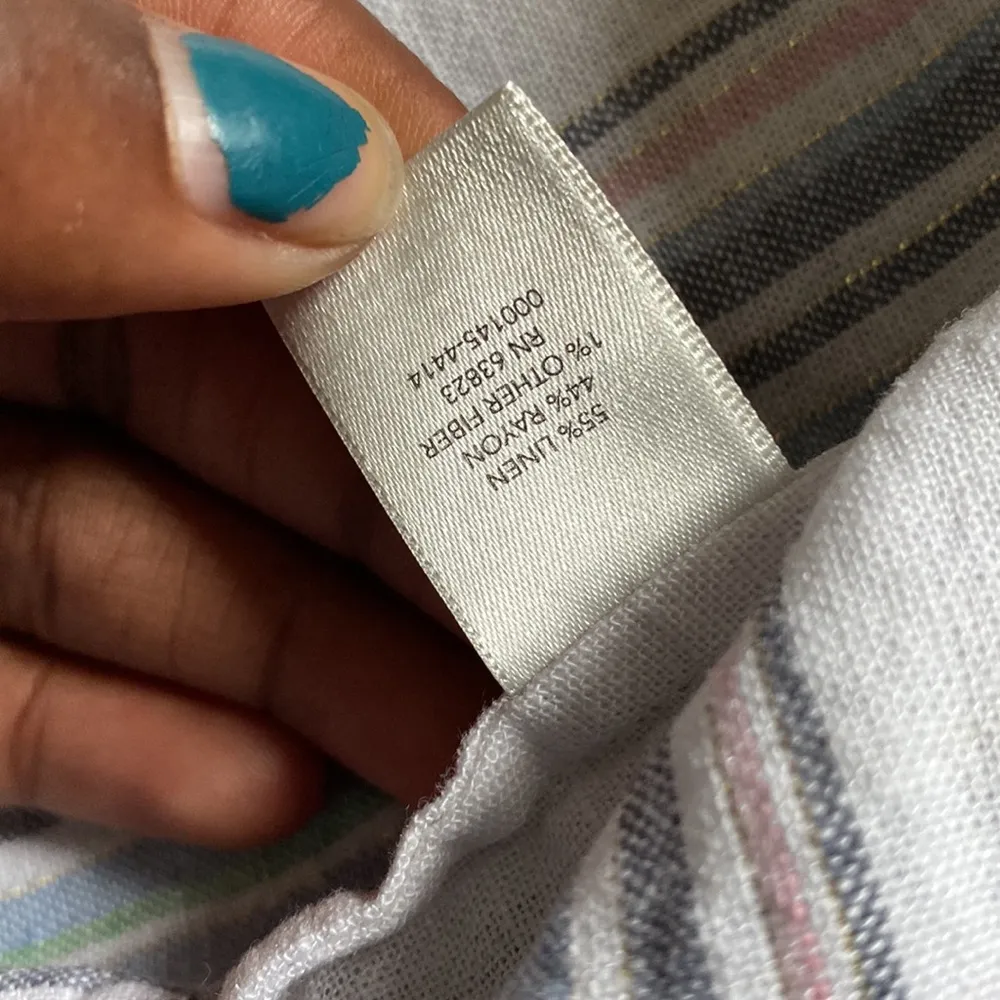 55% LINEN
44% RAYON
1% OTHER FIBER
RN 63823
000145-4414